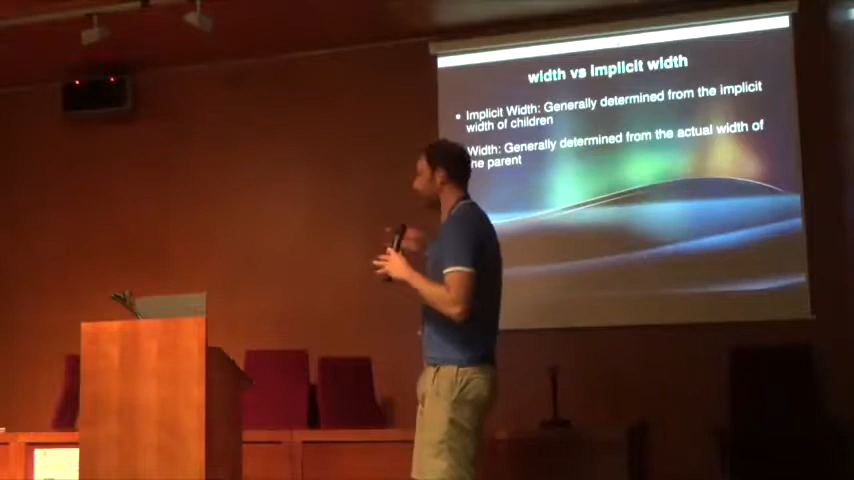 width vs implicit width
• Implicit Width: Generally determined from the implicit
width of children
Width: Generally determined from the actual width of
he parent